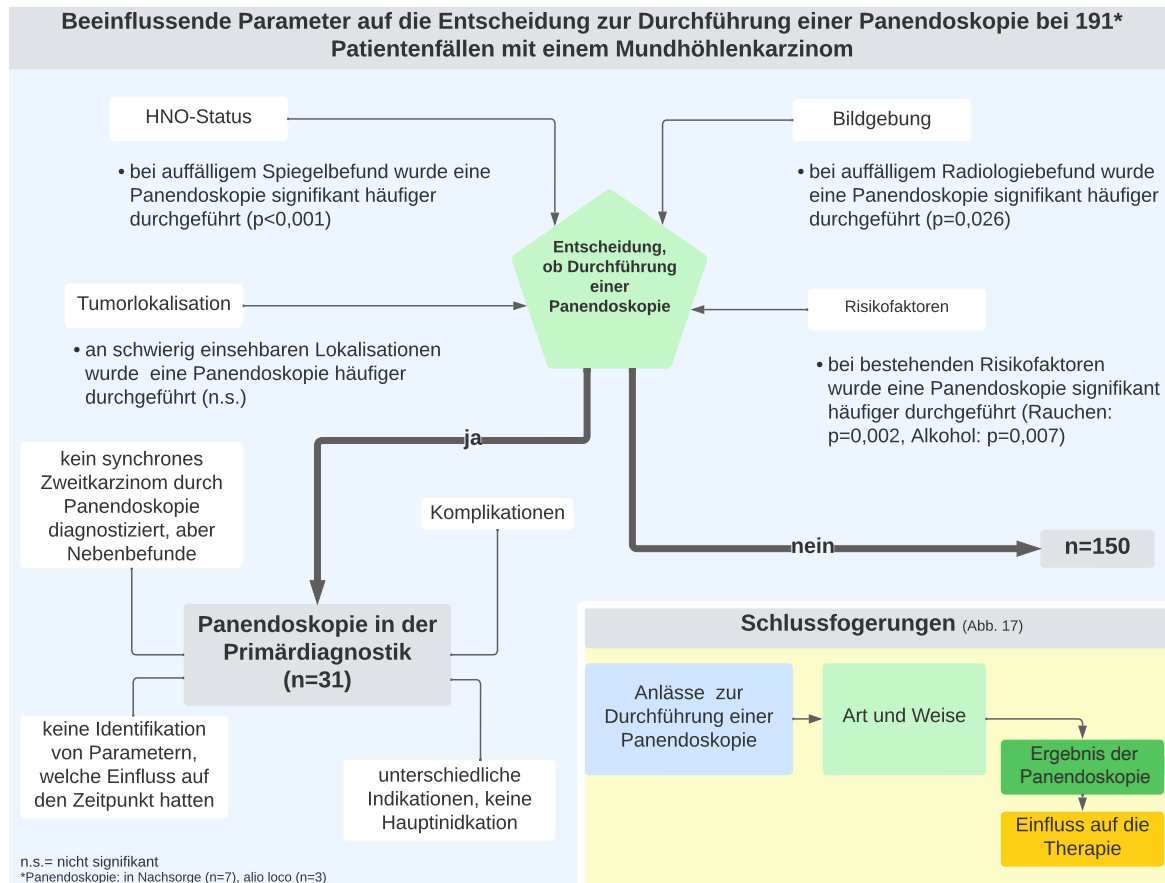 Beeinflussende Parameter auf die Entscheidung zur Durchführung einer Panendoskopie bei 191*
Patientenfällen mit einem Mundhöhlenkarzinom
HNO-Status
• bei auffälligem Spiegelbefund wurde eine
Panendoskopie signifikant häufiger
durchgeführt (p<0,001)
Bildgebung
• bei auffälligem Radiologiebefund wurde
eine Panendoskopie signifikant häufiger
durchgeführt (p=0,026)
Entscheidung,
ob Durchführung
einer
Panendoskopie
Tumorlokalisation
• an schwierig einsehbaren Lokalisationen
wurde eine Panendoskopie häufiger
durchgeführt (n.s.)
Risikofaktoren
• bei bestehenden Risikofaktoren
wurde eine Panendoskopie signifikant
häufiger durchgeführt (Rauchen:
p=0,002, Alkohol: p=0,007)
ja
nein
n=150
kein synchrones
Zweitkarzinom durch
Panendoskopie
diagnostiziert, aber
Nebenbefunde
Komplikationen
Panendoskopie in der
Primärdiagnostik
(n=31)
keine Identifikation
von Parametern,
welche Einfluss auf
den Zeitpunkt hatten
unterschiedliche
Indikationen, keine
Hauptinidkation
n.s.= nicht signifikant
*Panendoskopie: in Nachsorge (n=7), alio loco (n=3)
Schlussfogerungen (Abb. 17)
Anlässe zur
Durchführung einer
Panendoskopie
Art und Weise
Ergebnis der
Panendoskopie
Einfluss auf die
Therapie